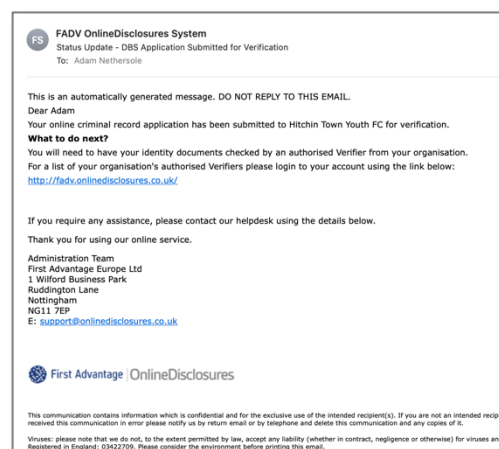 FS
FADV OnlineDisclosures System
Status Update - DBS Application Submitted for Verification
To: Adam Nethersole
This is an automatically generated message. DO NOT REPLY TO THIS EMAIL.
Dear Adam
Your online criminal record application has been submitted to Hitchin Town Youth FC for verification.
What to do next?
You will need to have your identity documents checked by an authorised Verifier from your organisation.
For a list of your organisation's authorised Verifiers please login to your account using the link below:
http://fadv.onlinedisclosures.co.uk/
If you require any assistance, please contact our helpdesk using the details below.
Thank you for using our online service.
Administration Team
First Advantage Europe Ltd
1 Wilford Business Park
Ruddington Lane
Nottingham
NG11 7EP
E: support@onlinedisclosures.co.uk
First Advantage | OnlineDisclosures
This communication contains information which is confidential and for the exclusive use of the intended recipient(s). If you are not an intended recip
received this communication in error please notify us by return email or by telephone and delete this communication and any copies of it.
Viruses: please note that we do not, to the extent permitted by law, accept any liability (whether in contract, negligence or otherwise) for viruses an
Registered in England: 03422709. Please consider the environment before printing this email.